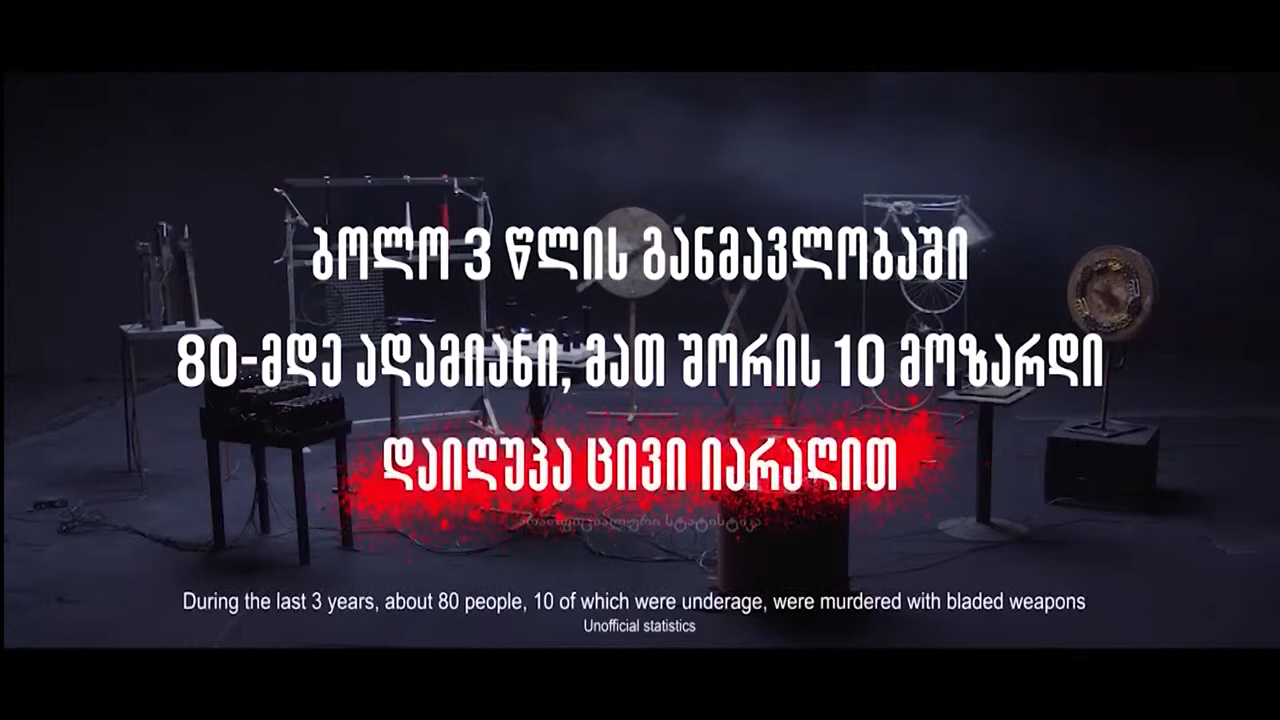 ბოლო 3 წლის განმავლობაში
80-მდე ადამიანი, მათ შორის 10 მოზარდი
დაიღუპა ცივი იარაღით
არაოფიციალური სტატისტიკა
During the last 3 years, about 80 people, 10 of which were underage, were murdered with bladed weapons
Unofficial statistics